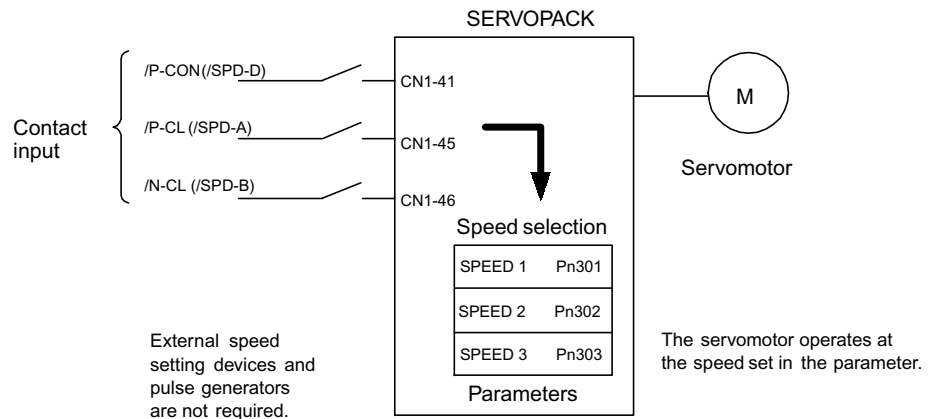 SERVOPACK
/P-CON(/SPD-D)
CN1-41
M
Contact
input
/P-CL (/SPD-A)
CN1-45
Servomotor
/N-CL (/SPD-B)
CN1-46
Speed selection
SPEED 1 Pn301
SPEED 2 Pn302
SPEED 3 Pn303
Parameters
External speed
setting devices and
pulse generators
are not required.
The servomotor operates at
the speed set in the parameter.